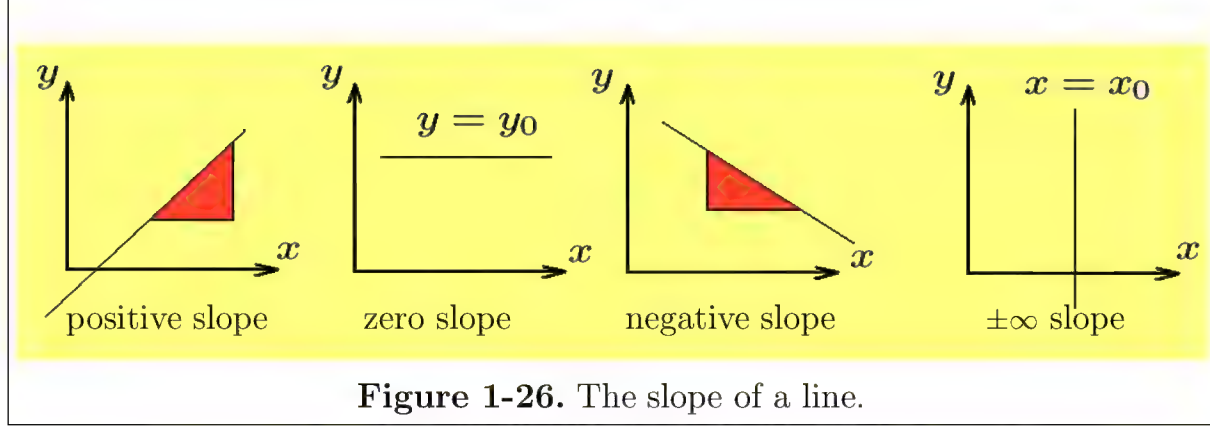 y
x
positive slope
y
y = y₀
x
zero slope
y
x
negative slope
y
x = x₀
x
±∞ slope
Figure 1-26. The slope of a line.